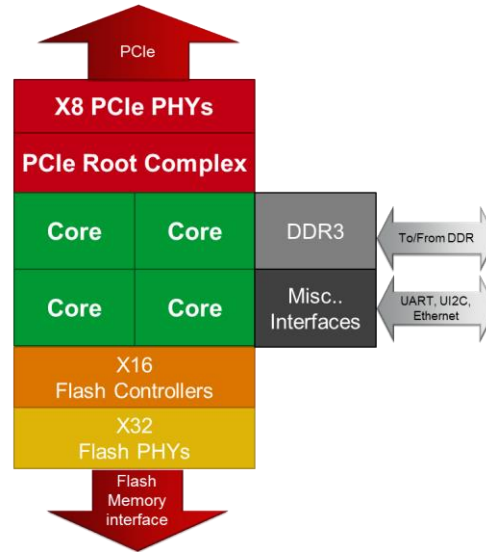 PCIe
X8 PCIe PHYs
PCIe Root Complex
Core
Core
DDR3
To/From DDR
Core
Core
Misc..
Interfaces
UART, UI2C,
Ethernet
X16
Flash Controllers
X32
Flash PHYs
Flash
Memory
interface